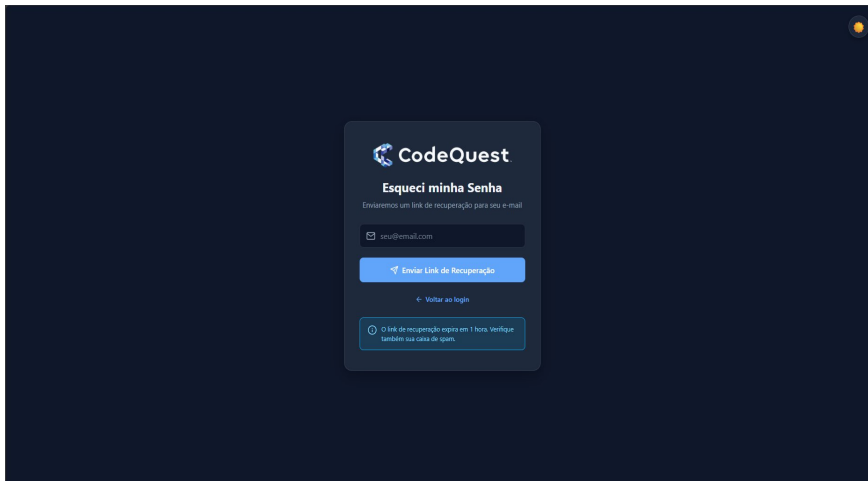 CodeQuest
Esqueci minha Senha
Enviaremos um link de recuperação para seu e-mail
seu@email.com
Enviar Link de Recuperação
← Voltar ao login
O link de recuperação expira em 1 hora. Verifique
também sua caixa de spam.